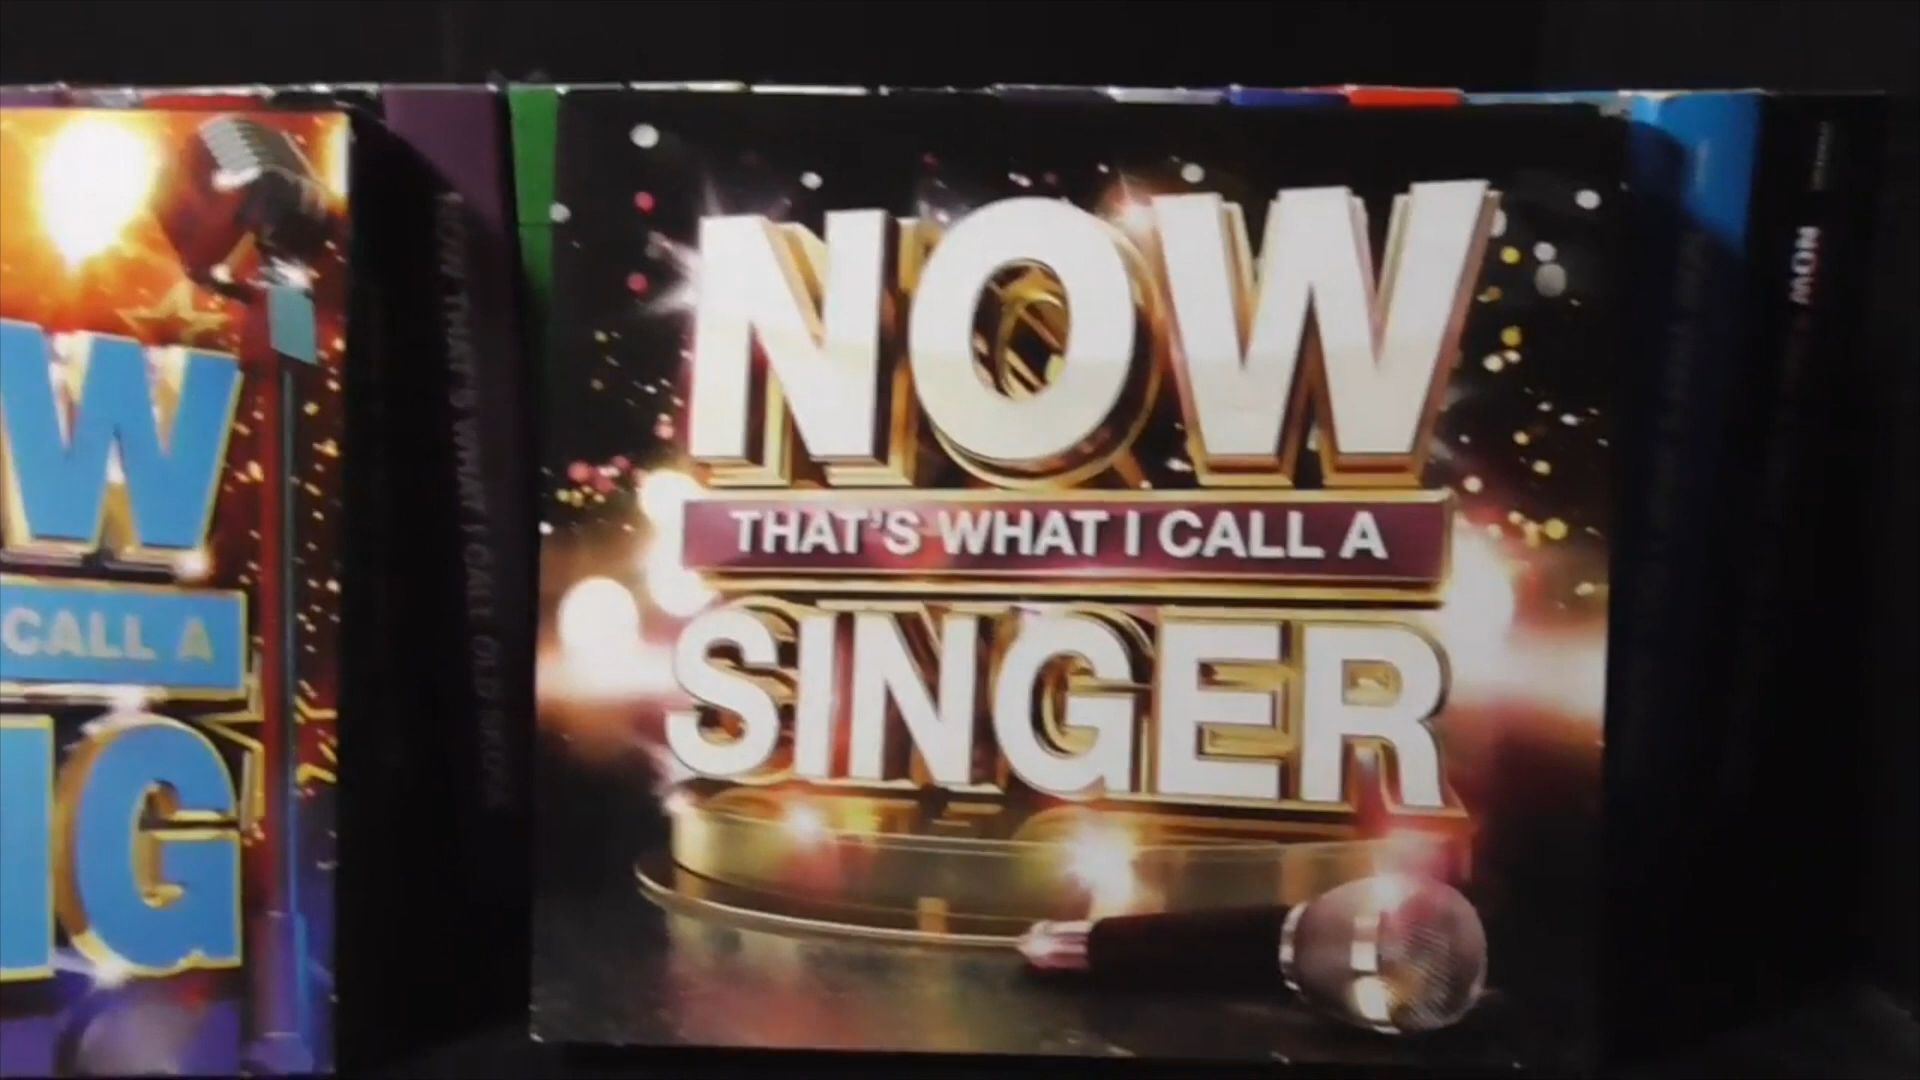 W
CALL A
IG
NOW THAT'S WHAT I CALL OLD SKOOL
NOW
THAT'S WHAT I CALL A
SINGER
NOW